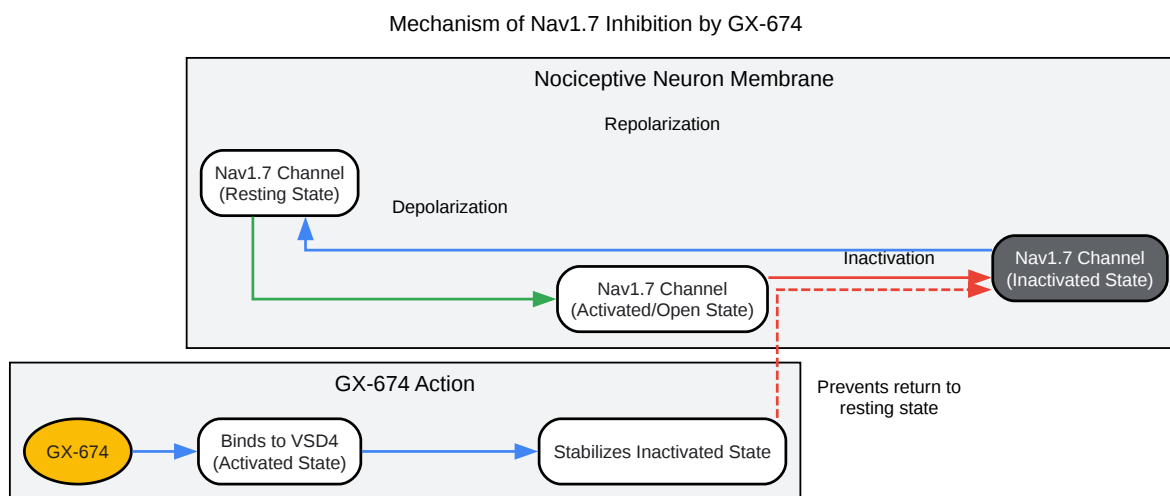 Mechanism of Nav1.7 Inhibition by GX-674
Nociceptive Neuron Membrane
Repolarization
Nav1.7 Channel
(Resting State)
Depolarization
Inactivation
Nav1.7 Channel
(Inactivated State)
Nav1.7 Channel
(Activated/Open State)
GX-674 Action
Prevents return to
resting state
GX-674
Binds to VSD4
(Activated State)
Stabilizes Inactivated State